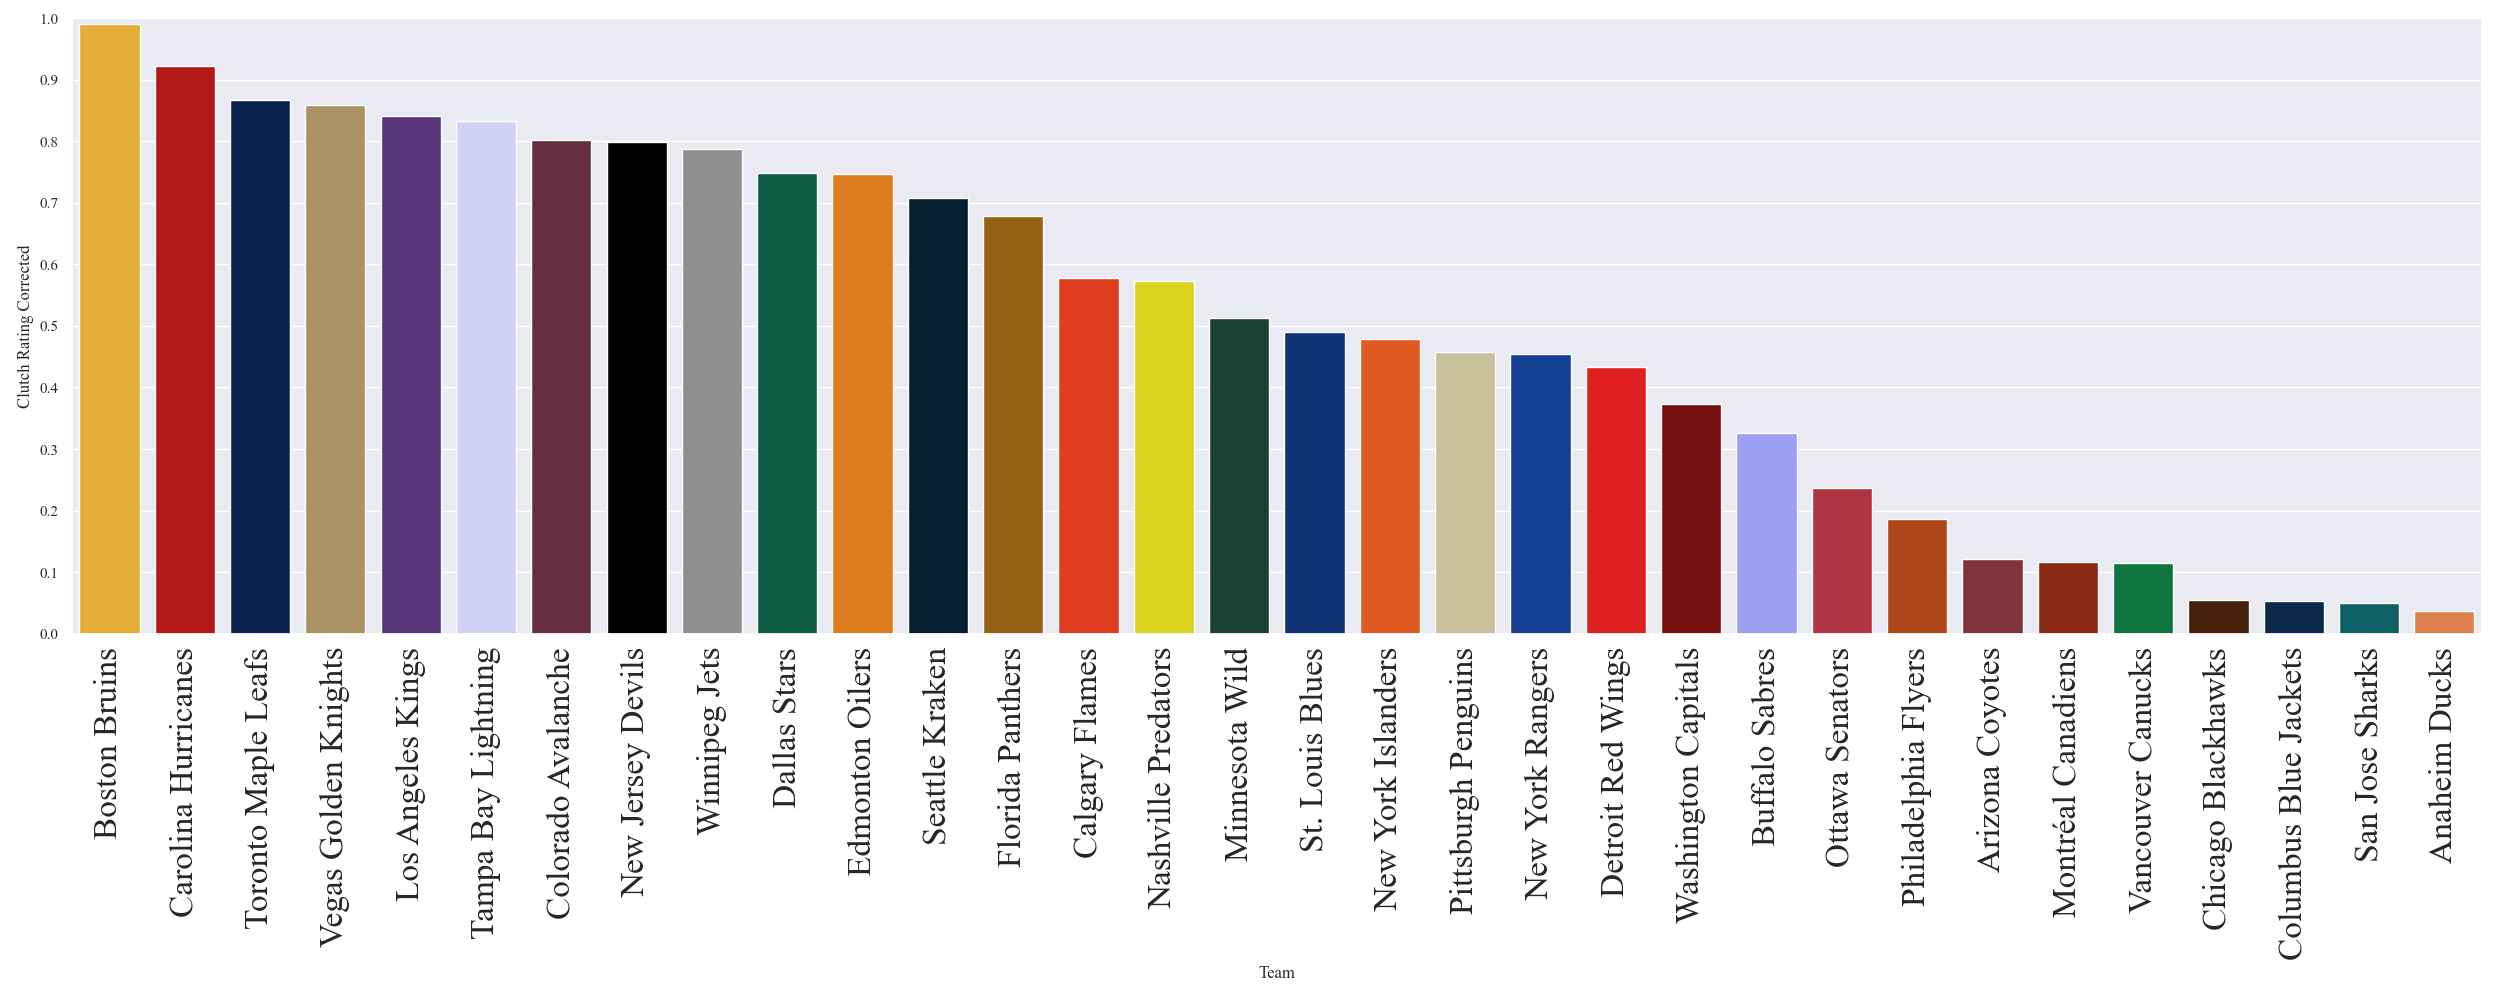 1.0
0.9
0.8
0.7
0.6
0.5
0.4
0.3
0.2
0.1
0.0
Clutch Rating Corrected
Boston Bruins
Carolina Hurricanes
Toronto Maple Leafs
Vegas Golden Knights
Los Angeles Kings
Tampa Bay Lightning
Colorado Avalanche
New Jersey Devils
Winnipeg Jets
Dallas Stars
Edmonton Oilers
Seattle Kraken
Florida Panthers
Calgary Flames
Nashville Predators
Minnesota Wild
St. Louis Blues
New York Islanders
Pittsburgh Penguins
New York Rangers
Detroit Red Wings
Washington Capitals
Buffalo Sabres
Ottawa Senators
Philadelphia Flyers
Arizona Coyotes
Montréal Canadiens
Vancouver Canucks
Chicago Blackhawks
Columbus Blue Jackets
San Jose Sharks
Anaheim Ducks
Team